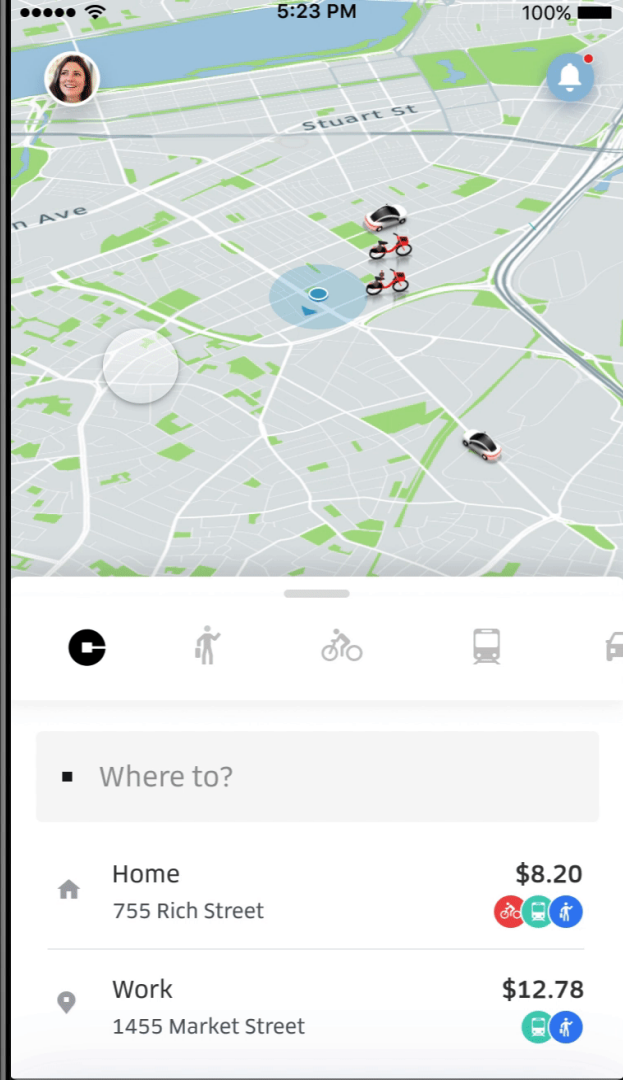 5:23 PM
100%
Stuart St
n Ave
Where to?
Home
$8.20
755 Rich Street
Work
$12.78
1455 Market Street